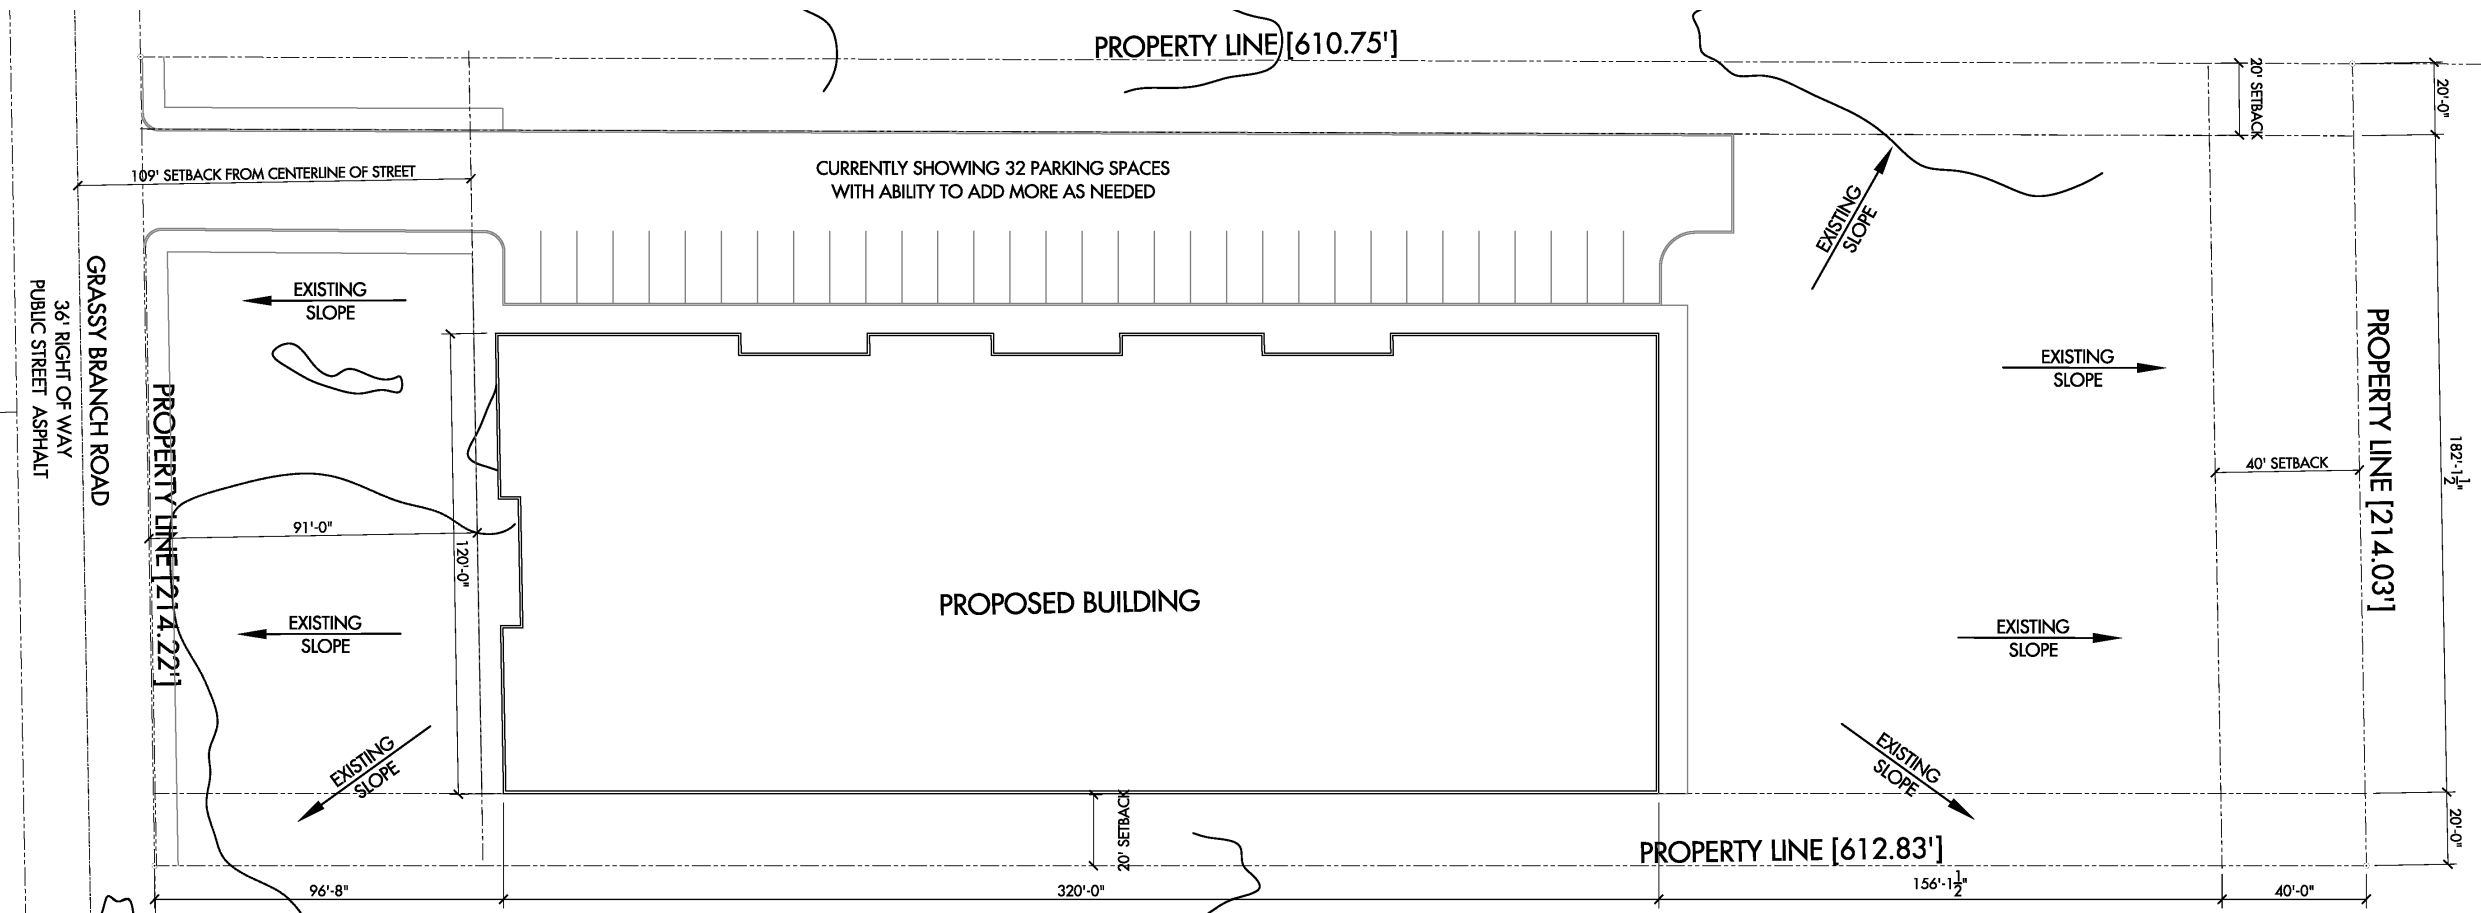 PROPERTY LINE [610.75']
20' SETBACK
20'-0"
109' SETBACK FROM CENTERLINE OF STREET
CURRENTLY SHOWING 32 PARKING SPACES
WITH ABILITY TO ADD MORE AS NEEDED
EXISTING
SLOPE
GRASSY BRANCH ROAD
36' RIGHT OF WAY
PUBLIC STREET ASPHALT
EXISTING
SLOPE
EXISTING
SLOPE
PROPERTY LINE [214.03']
182'-1 1/2"
40' SETBACK
PROPERTY LINE [214.22']
91'-0"
120'-0"
PROPOSED BUILDING
EXISTING
SLOPE
EXISTING
SLOPE
EXISTING
SLOPE
EXISTING
SLOPE
20' SETBACK
PROPERTY LINE [612.83']
20'-0"
96'-8"
320'-0"
156'-1 1/2"
40'-0"